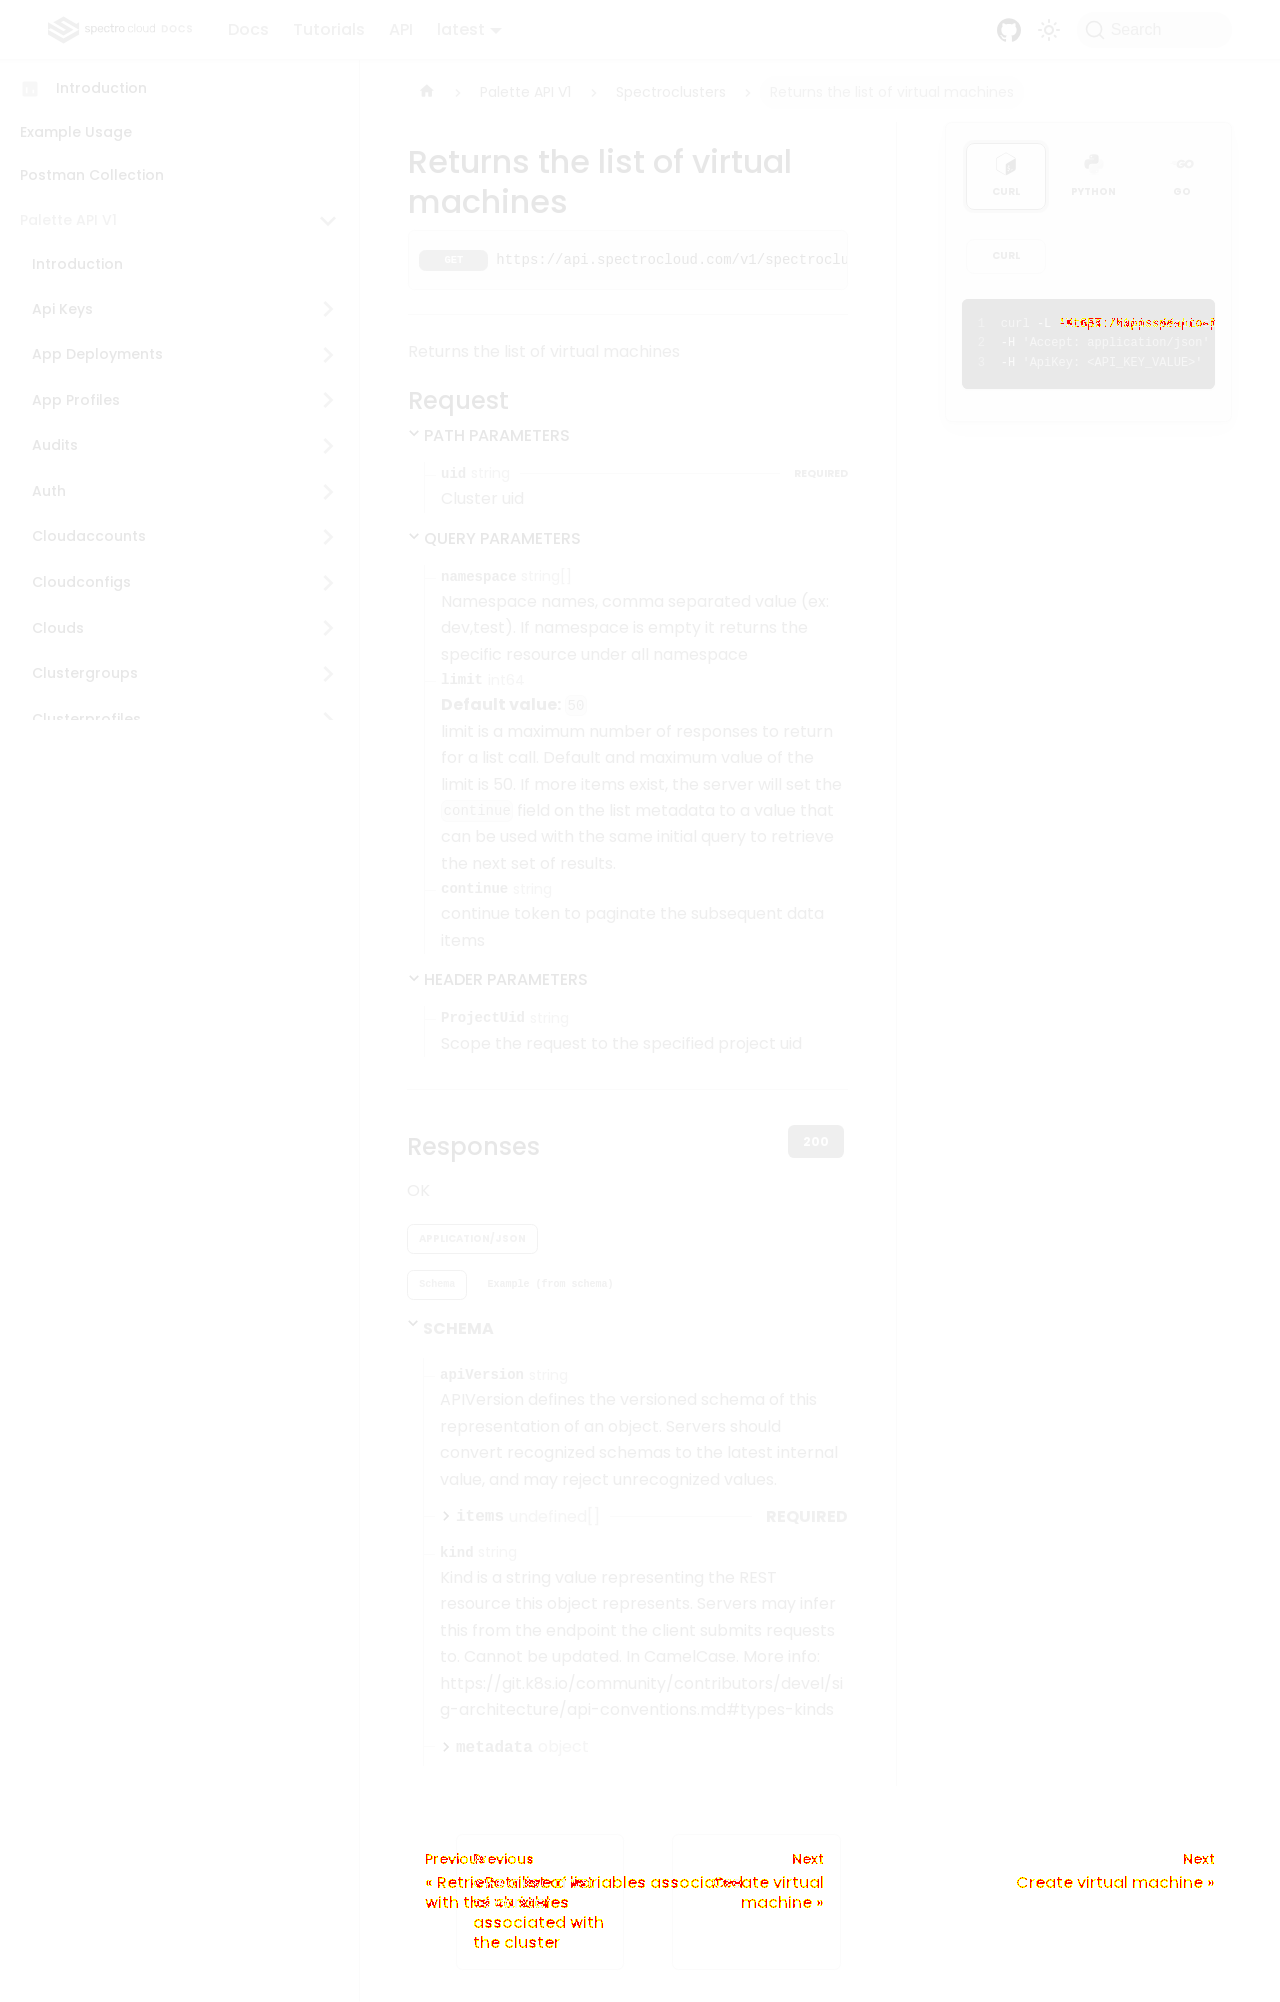 spectro cloud DOCS
Docs
Tutorials
API
latest
Search
Introduction
Example Usage
Postman Collection
Palette API V1
Introduction
Api Keys
App Deployments
App Profiles
Audits
Auth
Cloudaccounts
Cloudconfigs
Clouds
Clustergroups
Clusterprofiles
Palette API V1
Spectroclusters
Returns the list of virtual machines
Returns the list of virtual
machines
GET https://api.spectrocloud.com/v1/spectroclu
Returns the list of virtual machines
Request
PATH PARAMETERS
uid string REQUIRED
Cluster uid
QUERY PARAMETERS
namespace string[]
Namespace names, comma separated value (ex:
dev,test). If namespace is empty it returns the
specific resource under all namespace
limit int64
Default value: 50
limit is a maximum number of responses to return
for a list call. Default and maximum value of the
limit is 50. If more items exist, the server will set the
continue field on the list metadata to a value that
can be used with the same initial query to retrieve
the next set of results.
continue string
continue token to paginate the subsequent data
items
HEADER PARAMETERS
ProjectUid string
Scope the request to the specified project uid
Responses
200
OK
APPLICATION/JSON
Schema
Example (from schema)
SCHEMA
apiVersion string
APIVersion defines the versioned schema of this
representation of an object. Servers should
convert recognized schemas to the latest internal
value, and may reject unrecognized values.
items undefined[] REQUIRED
kind string
Kind is a string value representing the REST
resource this object represents. Servers may infer
this from the endpoint the client submits requests
to. Cannot be updated. In CamelCase. More info:
https://git.k8s.io/community/contributors/devel/si
g-architecture/api-conventions.md#types-kinds
metadata object
CURL
PYTHON
GO
CURL
1 curl -L
2 -H 'Accept: application/json'
3 -H 'ApiKey: <API_KEY_VALUE>'
Previous
Previous
associated with
the cluster
Next
machine »
Next
Create virtual machine »